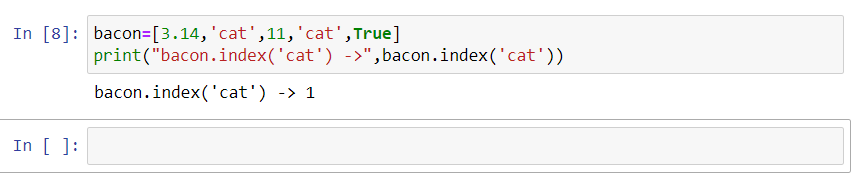 In [8]: bacon=[3.14,'cat',11,'cat',True]
print("bacon.index('cat') ->",bacon.index('cat'))
bacon.index('cat') -> 1
In [ ]: